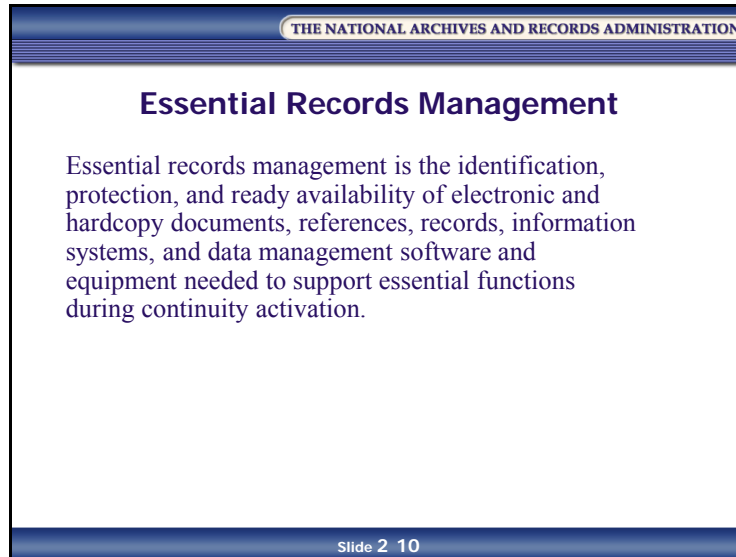 THE NATIONAL ARCHIVES AND RECORDS ADMINISTRATION
Essential Records Management
Essential records management is the identification,
protection, and ready availability of electronic and
hardcopy documents, references, records, information
systems, and data management software and
equipment needed to support essential functions
during continuity activation.
Slide 2 10